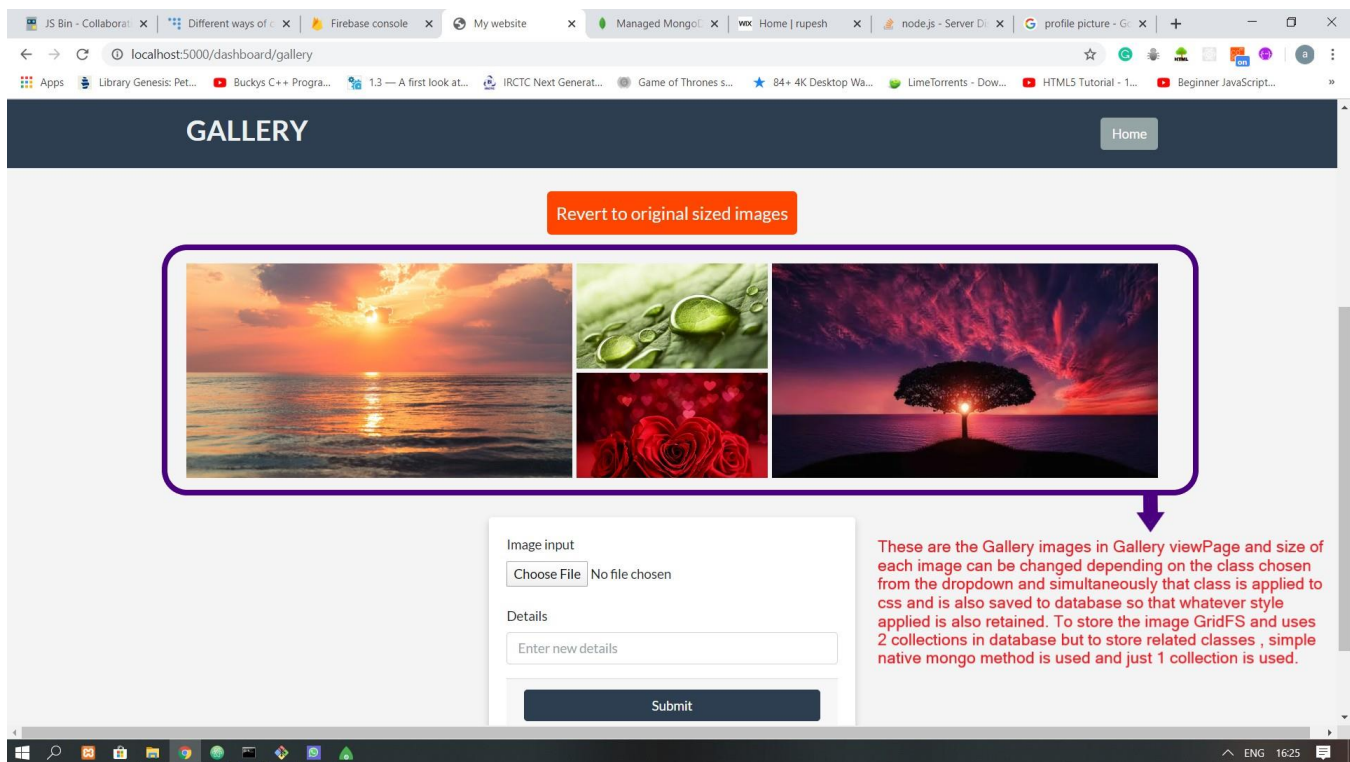 JS Bin - Collaborati
Different ways of c
Firebase console
My website
Managed MongoD
WIX Home | rupesh
node.js - Server Di
G profile picture - Go
localhost:5000/dashboard/gallery
a
Apps
Library Genesis: Pet...
Buckys C++ Progra...
1.3 — A first look at...
IRCTC Next Generat...
Game of Thrones s...
84+ 4K Desktop Wa...
LimeTorrents - Dow...
HTML5 Tutorial - 1...
Beginner JavaScript...
»
GALLERY
Home
Revert to original sized images
Image input
Choose File No file chosen
Details
Enter new details
Submit
These are the Gallery images in Gallery viewPage and size of
each image can be changed depending on the class chosen
from the dropdown and simultaneously that class is applied to
css and is also saved to database so that whatever style
applied is also retained. To store the image GridFS and uses
2 collections in database but to store related classes , simple
native mongo method is used and just 1 collection is used.
ENG 16:25